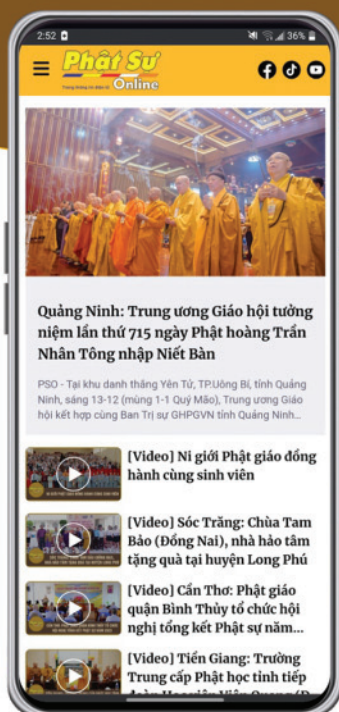 2:52
36%
Phật Sự
Online
Trang thông tin điện tử
Quảng Ninh: Trung ương Giáo hội tưởng
niệm lần thứ 715 ngày Phật hoàng Trần
Nhân Tông nhập Niết Bàn
PSO - Tại khu danh thắng Yên Tử, TP.Uông Bí, tỉnh Quảng
Ninh, sáng 13-12 (mùng 1-1 Quý Mão), Trung ương Giáo
hội kết hợp cùng Ban Trị sự GHPGVN tỉnh Quảng Ninh...
[Video] Ni giới Phật giáo đồng
hành cùng sinh viên
[Video] Sóc Trăng: Chùa Tam
Bảo (Đồng Nai), nhà hảo tâm
tặng quà tại huyện Long Phú
[Video] Cần Thơ: Phật giáo
quận Bình Thủy tổ chức hội
nghị tổng kết Phật sự năm...
[Video] Tiền Giang: Trường
Trung cấp Phật học tỉnh tiếp